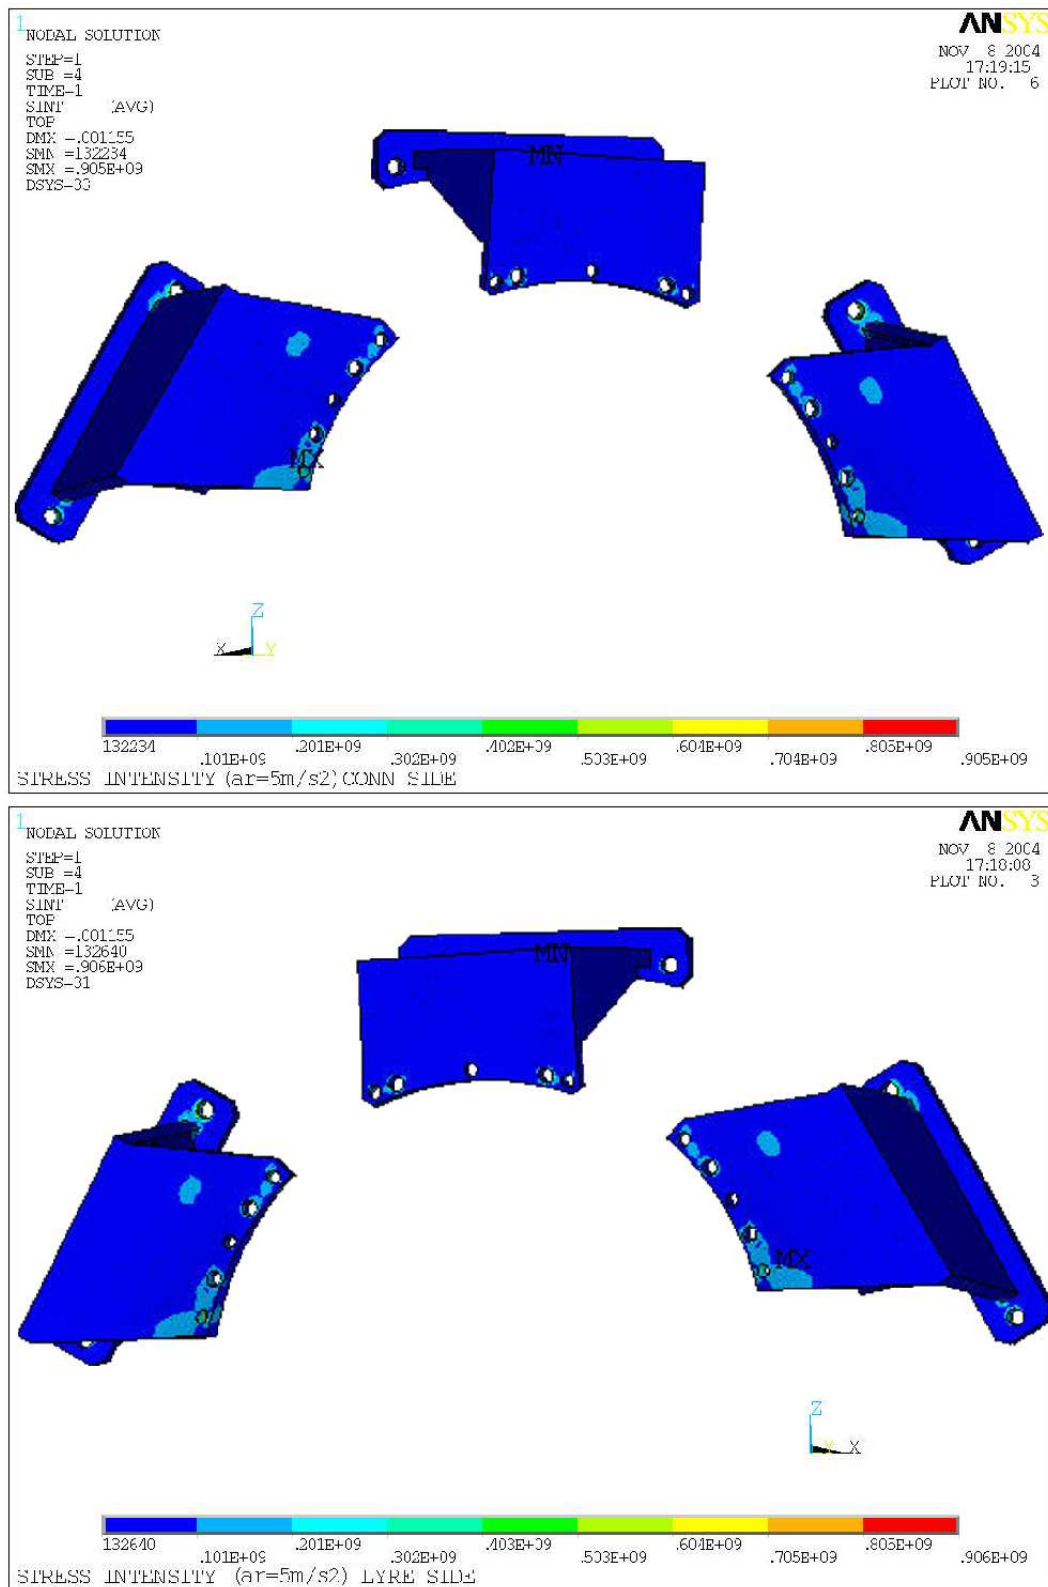 1
NODAL SOLUTION
ANSYS
STEP=1
SUB =4
TIME=1
SINT (AVG)
TOP
DMX =.001155
SMN =132234
SMX =.905E+09
DSYS=33
NOV 8 2004
17:19:15
PLOT NO. 6
MN
MX
Z
X Y
132234 .101E+09 .201E+09 .302E+09 .402E+09 .503E+09 .604E+09 .704E+09 .805E+09 .905E+09
STRESS INTENSITY (ar=5m/s2) CONN SIDE
1
NODAL SOLUTION
ANSYS
STEP=1
SUB =4
TIME=1
SINT (AVG)
TOP
DMX =.001155
SMN =132640
SMX =.906E+09
DSYS=31
NOV 8 2004
17:18:08
PLOT NO. 3
MN
MX
Z
Y X
132640 .101E+09 .201E+09 .302E+09 .403E+09 .503E+09 .604E+09 .705E+09 .805E+09 .906E+09
STRESS INTENSITY (ar=5m/s2) LYRE SIDE